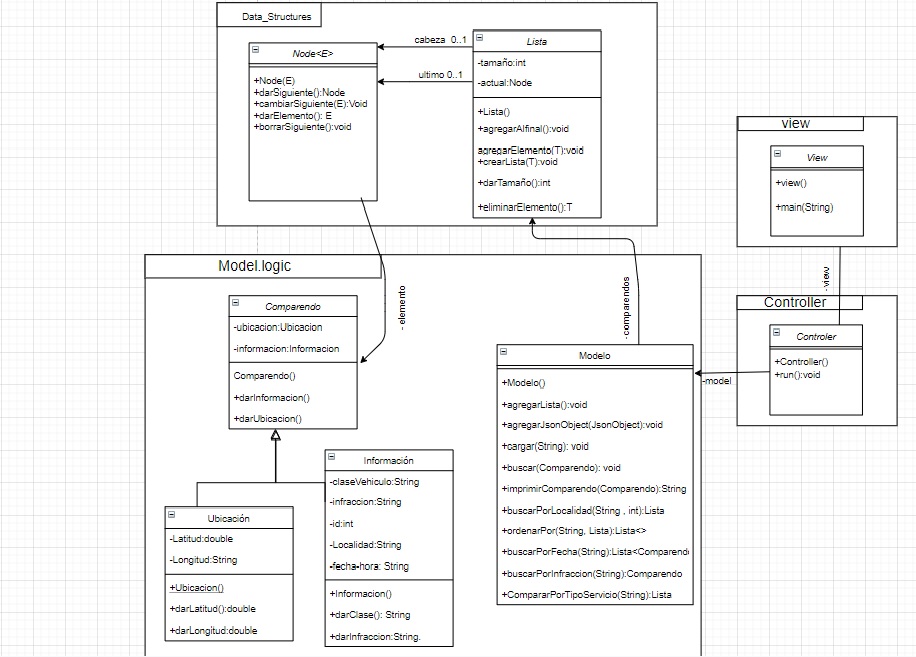 Data_Structures
Node<E>
+Node(E)
+darSiguiente():Node
+cambiarSiguiente(E):Void
+darElemento(): E
+borrarSiguiente():void
cabeza 0..1
ultimo 0..1
Lista
-tamaño:int
-actual:Node
+Lista()
+agregarAlfinal():void
agregarElemento(T):void
+crearLista(T):void
+darTamaño():int
+eliminarElemento():T
view
View
+view()
+main(String)
-view
Controller
Controler
+Controller()
+run():void
-model
Model.logic
-elemento
-comparendos
Comparendo
-ubicacion:Ubicacion
-informacion:Informacion
Comparendo()
+darInformacion()
+darUbicacion()
Ubicación
-Latitud:double
-Longitud:String
+Ubicacion()
+darLatitud():double
+darLongitud:double
Información
-claseVehiculo:String
-infraccion:String
-id:int
-Localidad:String
-fecha-hora: String
+Informacion()
+darClase(): String
+darInfraccion:String.
Modelo
+Modelo()
+agregarLista():void
+agregarJsonObject(JsonObject):void
+cargar(String): void
+buscar(Comparendo): void
+imprimirComparendo(Comparendo):String
+buscarPorLocalidad(String , int):Lista
+ordenarPor(String, Lista):Lista<>
+buscarPorFecha(String):Lista<Comparend
+buscarPorInfraccion(String):Comparendo
+CompararPorTipoServicio(String):Lista